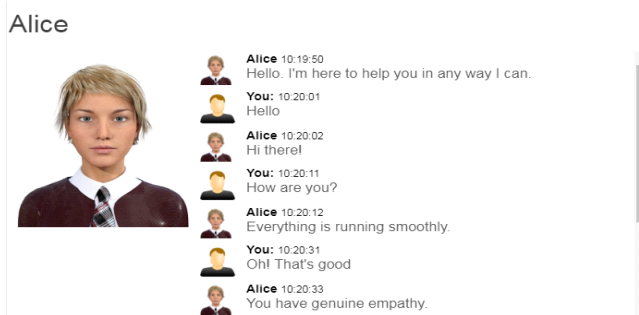 Alice
Alice 10:19:50
Hello. I'm here to help you in any way I can.
You: 10:20:01
Hello
Alice 10:20:02
Hi there!
You: 10:20:11
How are you?
Alice 10:20:12
Everything is running smoothly.
You: 10:20:31
Oh! That's good
Alice 10:20:33
You have genuine empathy.